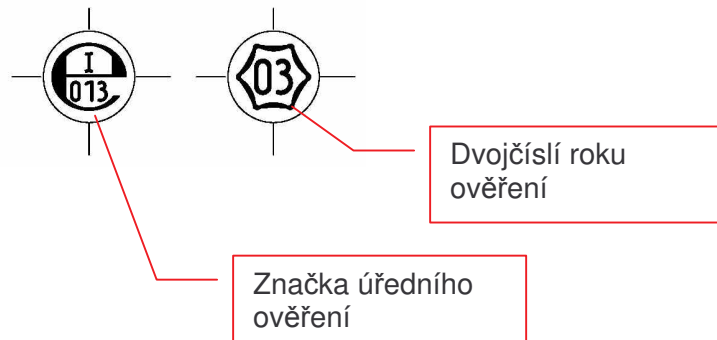 I
013
03
Dvojčíslí roku
ověření
Značka úředního
ověření